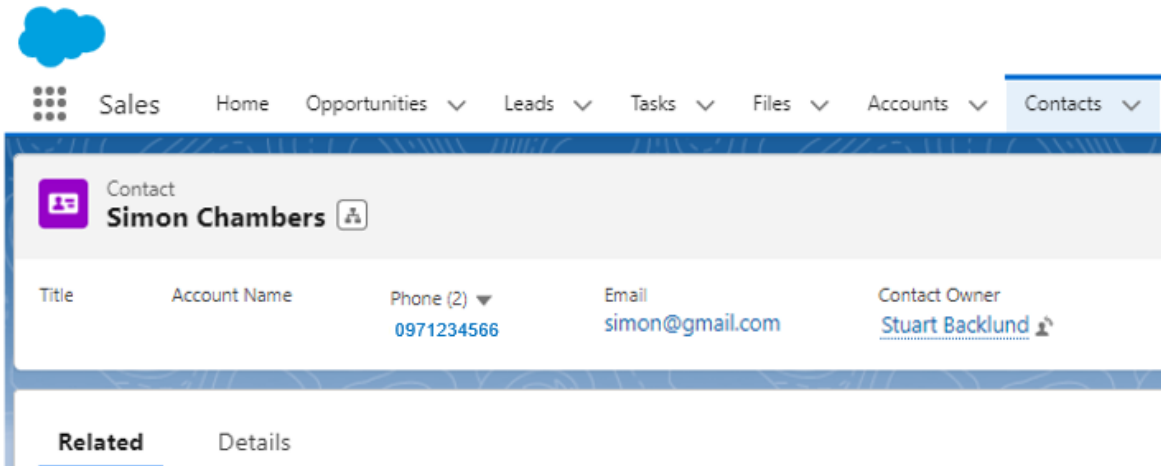 Sales Home Opportunities Leads Tasks Files Accounts Contacts
Contact
Simon Chambers
Title Account Name Phone (2) Email Contact Owner
0971234566 simon@gmail.com Stuart Backlund
Related Details